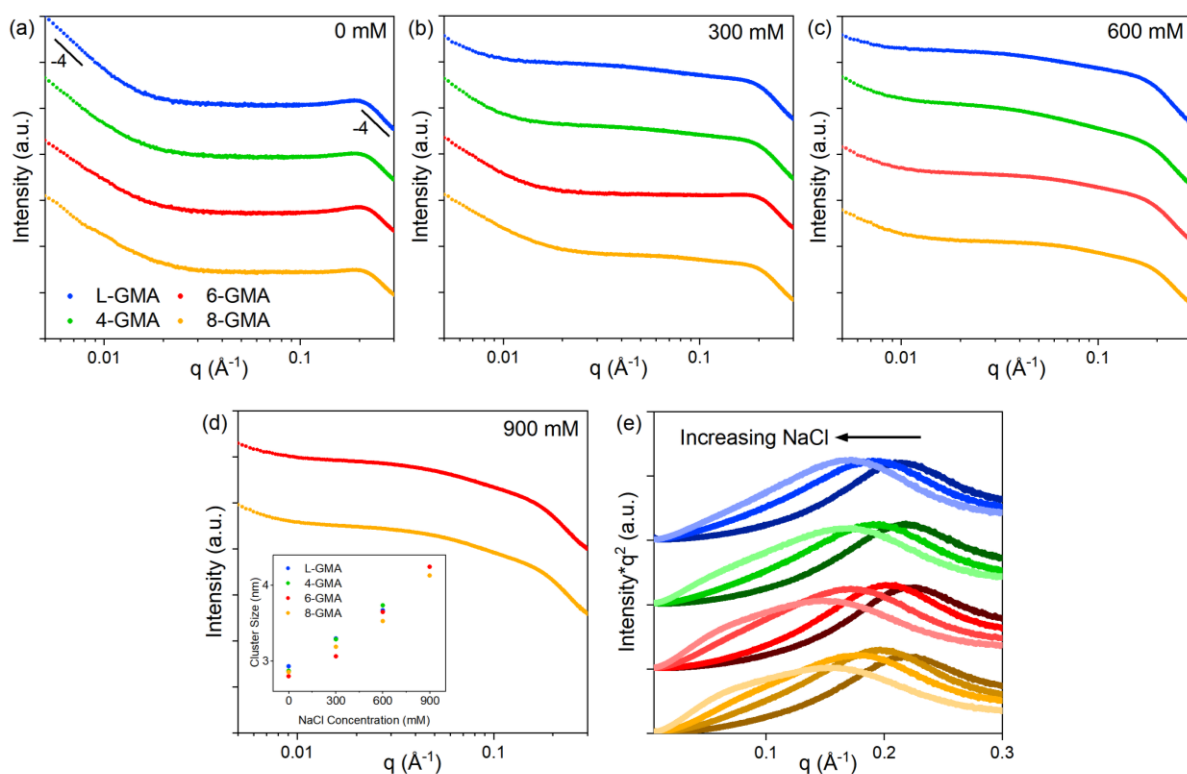 (a)
0 mM
-4
-4
Intensity (a.u.)
L-GMA
6-GMA
4-GMA
8-GMA
0.01
0.1
q (Å⁻¹)
(b)
300 mM
Intensity (a.u.)
0.01
0.1
q (Å⁻¹)
(c)
600 mM
Intensity (a.u.)
0.01
0.1
q (Å⁻¹)
(d)
900 mM
Intensity (a.u.)
L-GMA
4-GMA
6-GMA
8-GMA
Cluster Size (nm)
4
3
0
300
600
900
NaCl Concentration (mM)
0.01
0.1
q (Å⁻¹)
(e)
Increasing NaCl
Intensity*q² (a.u.)
0.1
0.2
0.3
q (Å⁻¹)